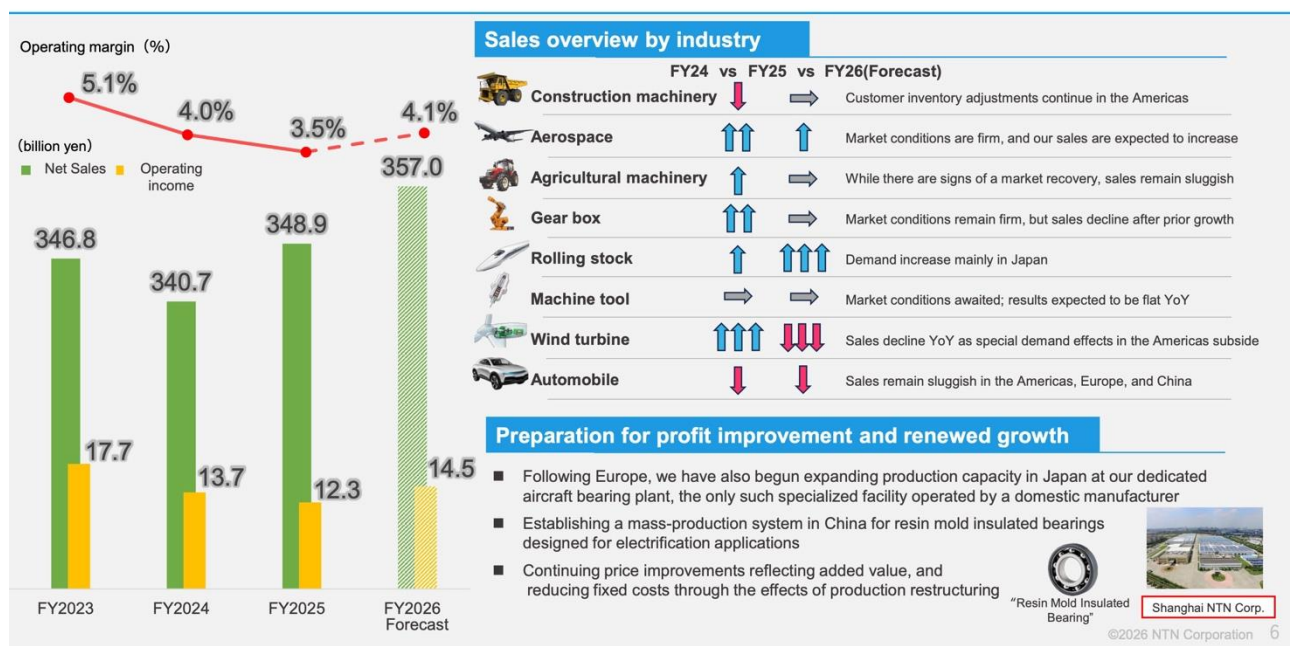 Operating margin (%)
5.1%
4.0%
3.5%
4.1%
(billion yen)
Net Sales
Operating
income
346.8
340.7
348.9
357.0
17.7
13.7
12.3
14.5
FY2023
FY2024
FY2025
FY2026
Forecast
Sales overview by industry
FY24 vs FY25 vs FY26(Forecast)
Construction machinery
Customer inventory adjustments continue in the Americas
Aerospace
Market conditions are firm, and our sales are expected to increase
Agricultural machinery
While there are signs of a market recovery, sales remain sluggish
Gear box
Market conditions remain firm, but sales decline after prior growth
Rolling stock
Demand increase mainly in Japan
Machine tool
Market conditions awaited; results expected to be flat YoY
Wind turbine
Sales decline YoY as special demand effects in the Americas subside
Automobile
Sales remain sluggish in the Americas, Europe, and China
Preparation for profit improvement and renewed growth
■ Following Europe, we have also begun expanding production capacity in Japan at our dedicated
aircraft bearing plant, the only such specialized facility operated by a domestic manufacturer
■ Establishing a mass-production system in China for resin mold insulated bearings
designed for electrification applications
■ Continuing price improvements reflecting added value, and
reducing fixed costs through the effects of production restructuring
"Resin Mold Insulated
Bearing"
Shanghai NTN Corp.
©2026 NTN Corporation 6